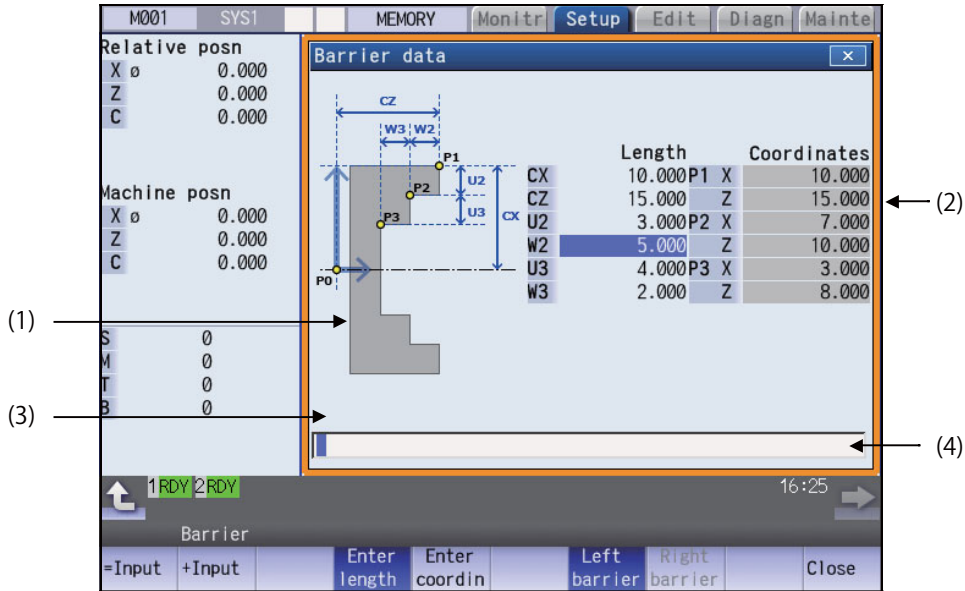 M001 SYS1 MEMORY Monitr Setup Edit Diagn Mainte
Relative posn
X ø 0.000
Z 0.000
C 0.000
Machine posn
X ø 0.000
Z 0.000
C 0.000
S 0
M 0
T 0
B 0
Barrier data ×
CZ
W3 W2
P1
U2
P2
U3
CX
P3
P0
Length Coordinates
CX 10.000 P1 X 10.000
CZ 15.000 Z 15.000
U2 3.000 P2 X 7.000
W2 5.000 Z 10.000
U3 4.000 P3 X 3.000
W3 2.000 Z 8.000
(1)
(2)
(3)
(4)
1 RDY 2 RDY 16:25
Barrier
=Input +Input Enter length Enter coordin Left barrier Right barrier Close